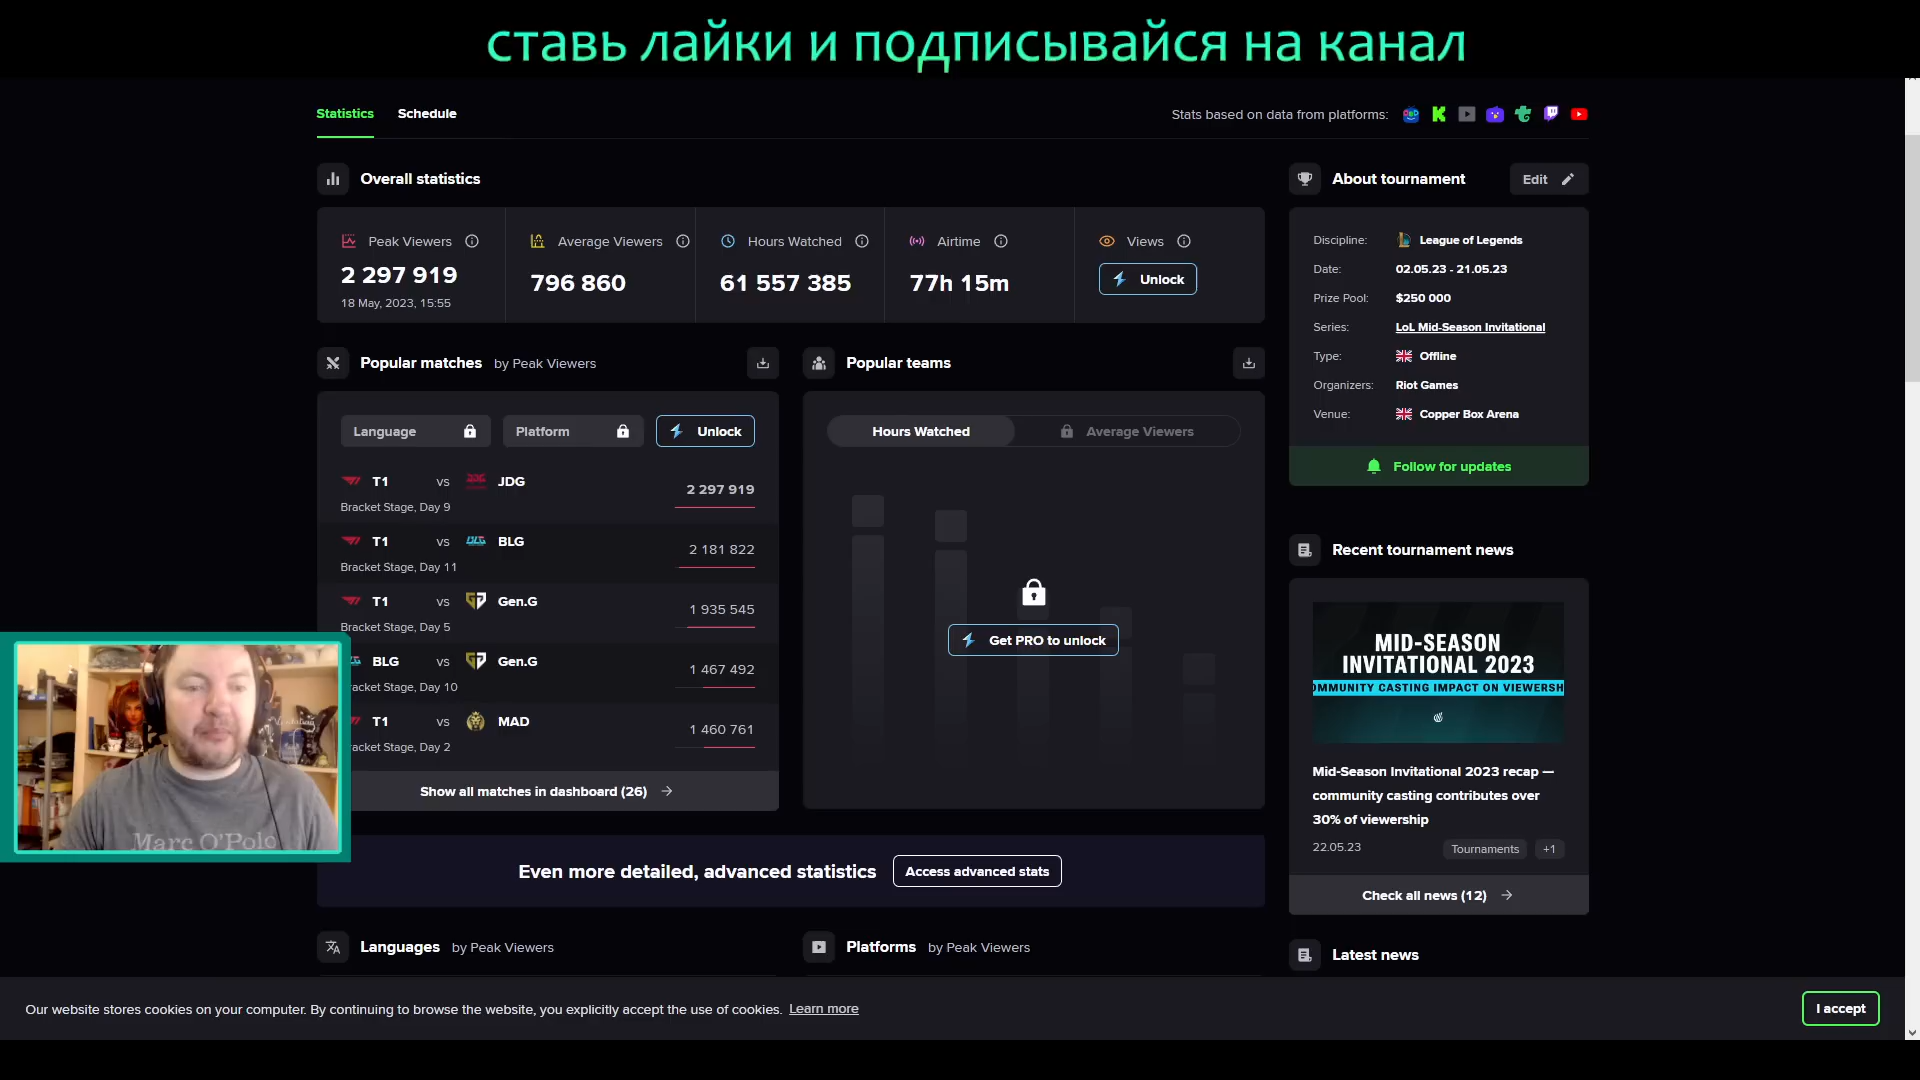 ставь лайки и подписывайся на канал
Statistics
Schedule
Stats based on data from platforms:
Overall statistics
Peak Viewers
2 297 919
18 May, 2023, 15:55
Average Viewers
796 860
Hours Watched
61 557 385
Airtime
77h 15m
Views
Unlock
About tournament
Edit
Discipline: League of Legends
Date: 02.05.23 - 21.05.23
Prize Pool: $250 000
Series: LoL Mid-Season Invitational
Type: Offline
Organizers: Riot Games
Venue: Copper Box Arena
Follow for updates
Popular matches by Peak Viewers
Language
Platform
Unlock
T1 vs JDG
2 297 919
Bracket Stage, Day 9
T1 vs BLG
2 181 822
Bracket Stage, Day 11
T1 vs Gen.G
1 935 545
Bracket Stage, Day 5
BLG vs Gen.G
1 467 492
racket Stage, Day 10
T1 vs MAD
1 460 761
racket Stage, Day 2
Show all matches in dashboard (26)
Popular teams
Hours Watched
Average Viewers
Get PRO to unlock
Recent tournament news
MID-SEASON
INVITATIONAL 2023
OMMUNITY CASTING IMPACT ON VIEWERSH
Mid-Season Invitational 2023 recap —
community casting contributes over
30% of viewership
22.05.23
Tournaments
+1
Check all news (12)
Marc O'Polo
Even more detailed, advanced statistics
Access advanced stats
Languages by Peak Viewers
Platforms by Peak Viewers
Latest news
Our website stores cookies on your computer. By continuing to browse the website, you explicitly accept the use of cookies. Learn more
I accept